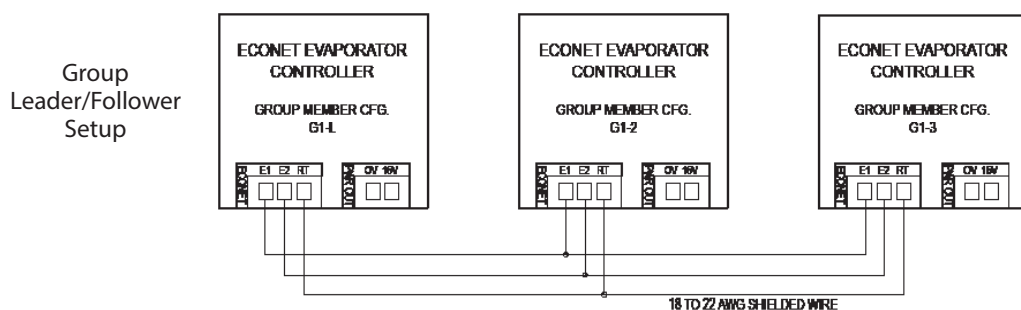 Group
Leader/Follower
Setup
ECONET EVAPORATOR
CONTROLLER
GROUP MEMBER CFG.
G1-L
ECONET
E1 E2 RT
PWR OUT
0V 16V
ECONET EVAPORATOR
CONTROLLER
GROUP MEMBER CFG.
G1-2
ECONET
E1 E2 RT
PWR OUT
0V 16V
ECONET EVAPORATOR
CONTROLLER
GROUP MEMBER CFG.
G1-3
ECONET
E1 E2 RT
PWR OUT
0V 16V
18 TO 22 AWG SHIELDED WIRE